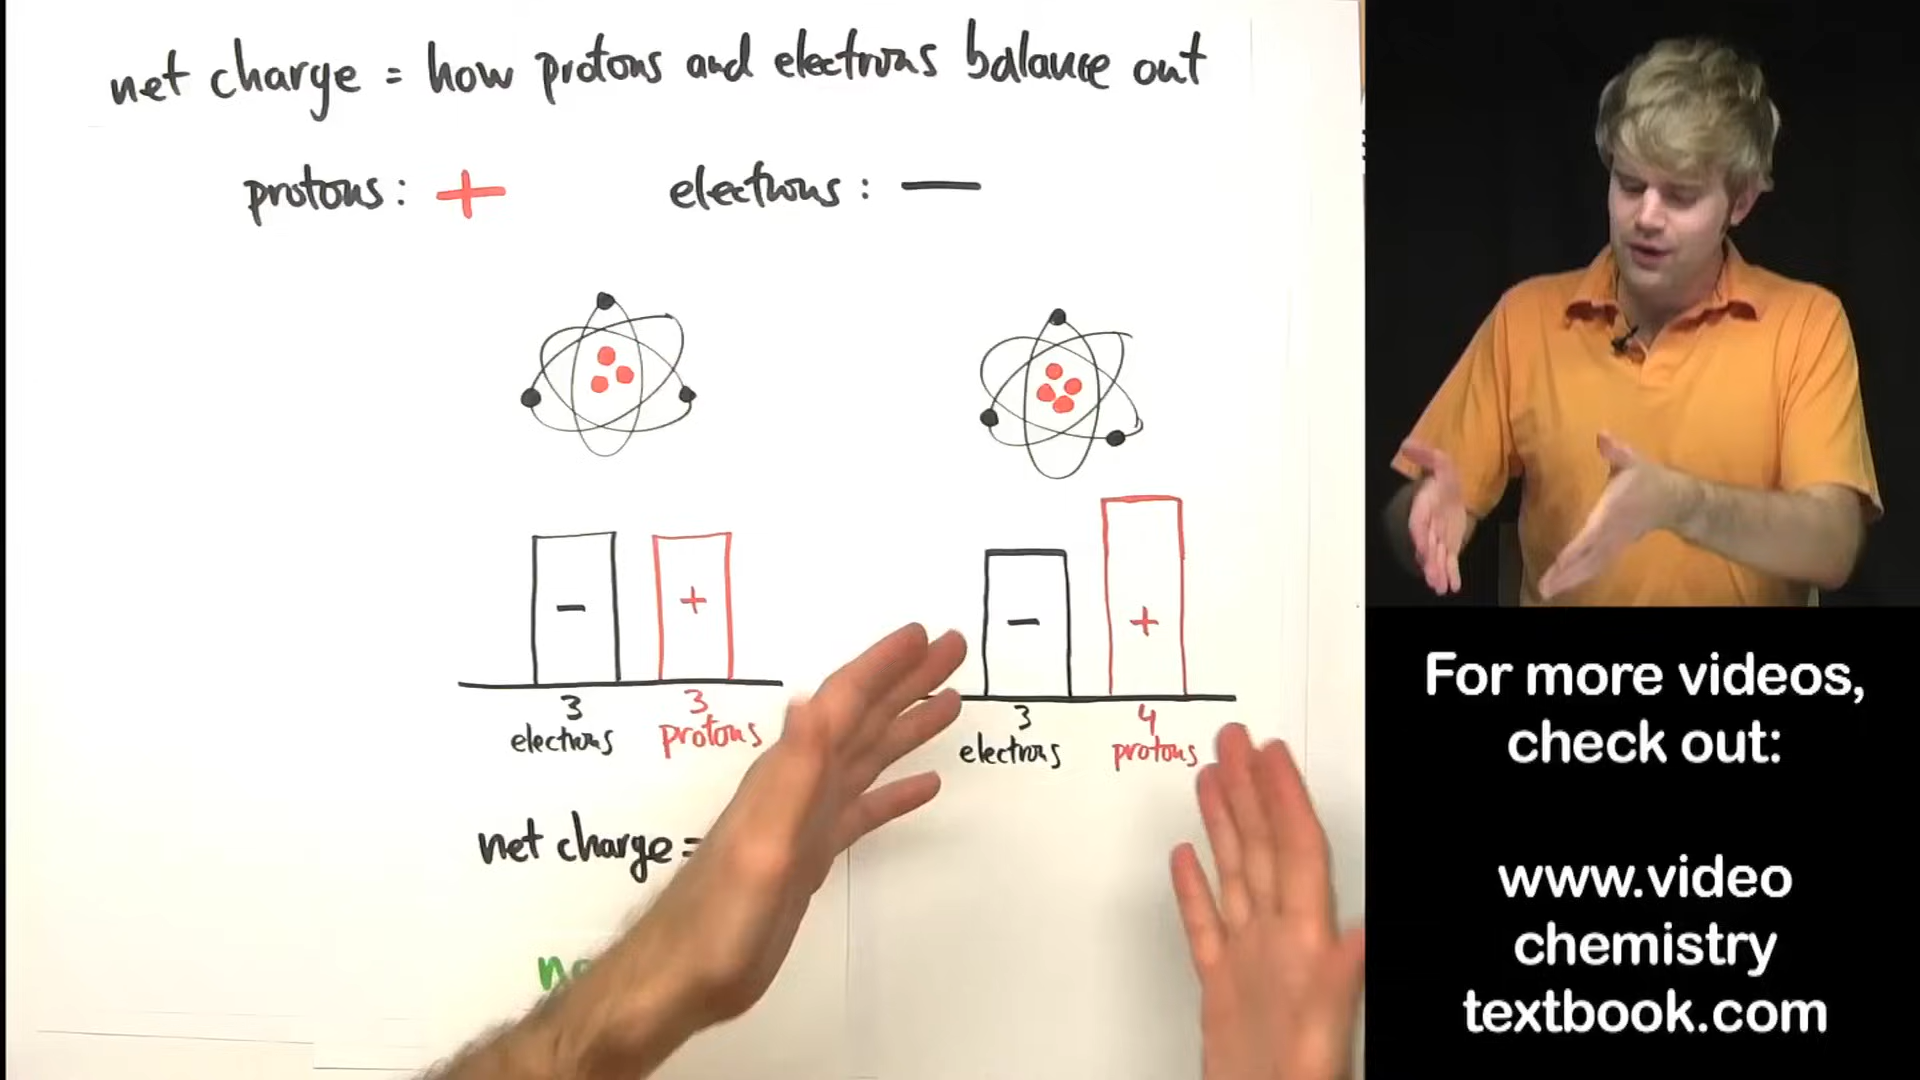 net charge = how protons and electrons balance out
protons: + electrons: −
− +
− +
3 electrons
3 protons
3 electrons
4 protons
net charge =
For more videos,
check out:
www.video
chemistry
textbook.com